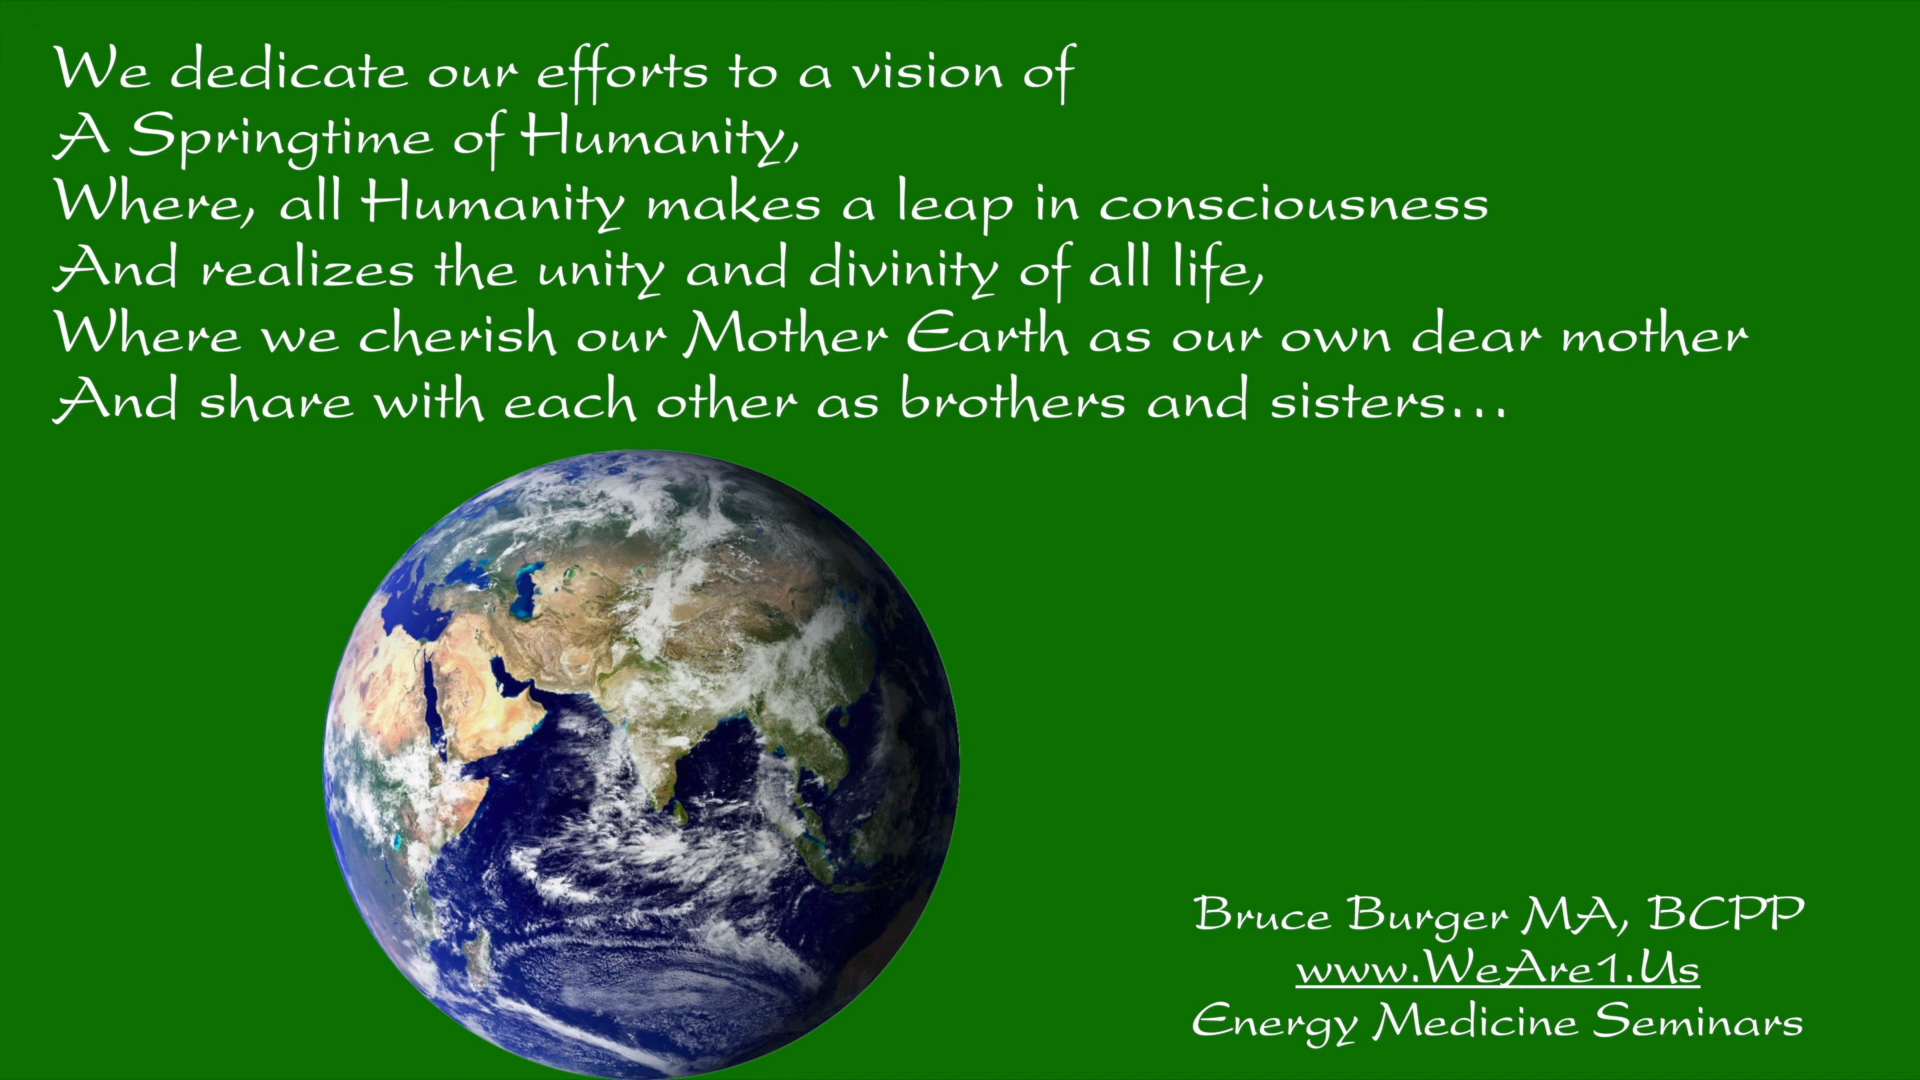 We dedicate our efforts to a vision of
A Springtime of Humanity,
Where, all Humanity makes a leap in consciousness
And realizes the unity and divinity of all life,
Where we cherish our Mother Earth as our own dear mother
And share with each other as brothers and sisters...
Bruce Burger MA, BCPP
www.WeAre1.Us
Energy Medicine Seminars